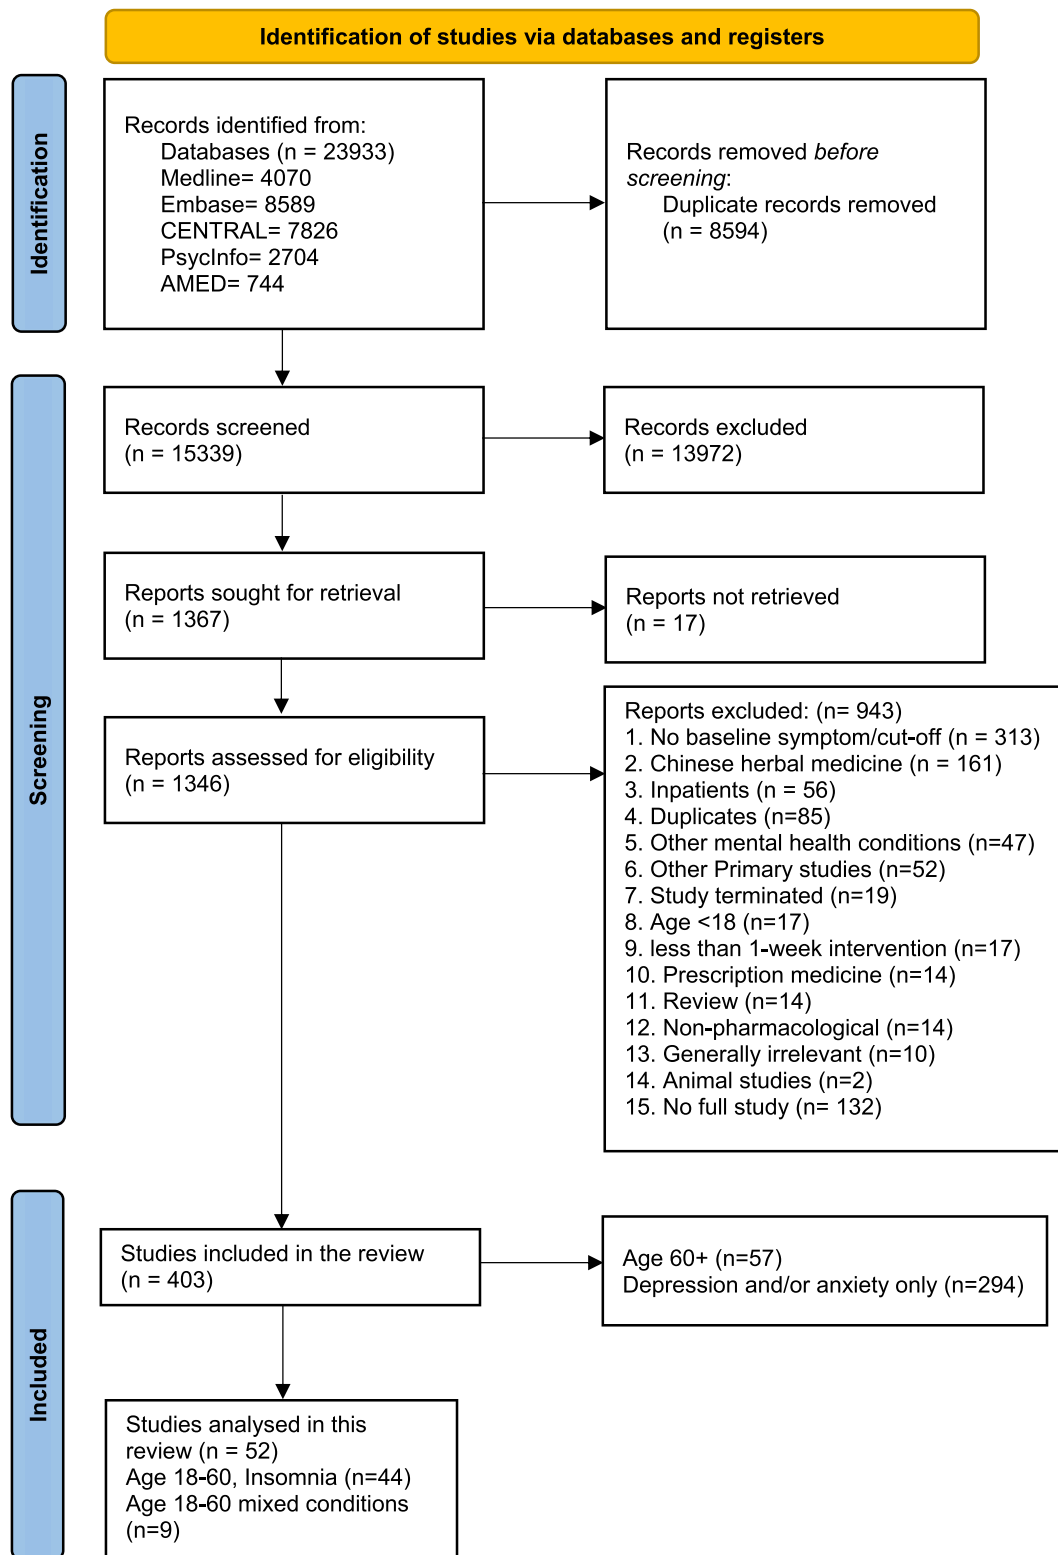 Identification of studies via databases and registers
Identification
Records identified from:
Databases (n = 23933)
Medline= 4070
Embase= 8589
CENTRAL= 7826
PsycInfo= 2704
AMED= 744
Records removed before
screening:
Duplicate records removed
(n = 8594)
Screening
Records screened
(n = 15339)
Records excluded
(n = 13972)
Reports sought for retrieval
(n = 1367)
Reports not retrieved
(n = 17)
Reports assessed for eligibility
(n = 1346)
Reports excluded: (n= 943)
1. No baseline symptom/cut-off (n = 313)
2. Chinese herbal medicine (n = 161)
3. Inpatients (n = 56)
4. Duplicates (n=85)
5. Other mental health conditions (n=47)
6. Other Primary studies (n=52)
7. Study terminated (n=19)
8. Age <18 (n=17)
9. less than 1-week intervention (n=17)
10. Prescription medicine (n=14)
11. Review (n=14)
12. Non-pharmacological (n=14)
13. Generally irrelevant (n=10)
14. Animal studies (n=2)
15. No full study (n= 132)
Included
Studies included in the review
(n = 403)
Age 60+ (n=57)
Depression and/or anxiety only (n=294)
Studies analysed in this
review (n = 52)
Age 18-60, Insomnia (n=44)
Age 18-60 mixed conditions
(n=9)